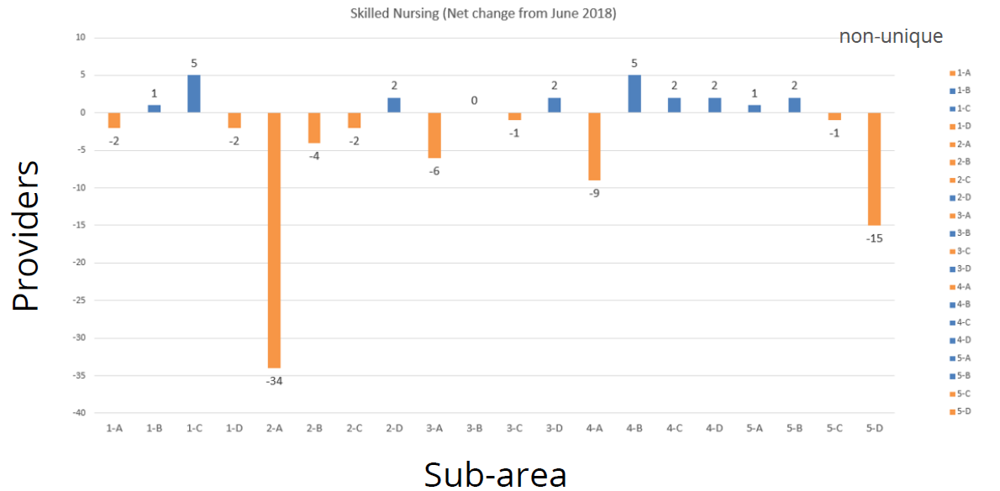 Skilled Nursing (Net change from June 2018)
non-unique
10
5
0
-5
-10
-15
-20
-25
-30
-35
-40
Providers
-2
1
5
-2
-34
-4
-2
2
-6
0
-1
2
-9
5
2
2
1
2
-1
-15
1-A 1-B 1-C 1-D 2-A 2-B 2-C 2-D 3-A 3-B 3-C 3-D 4-A 4-B 4-C 4-D 5-A 5-B 5-C 5-D
Sub-area
1-A
1-B
1-C
1-D
2-A
2-B
2-C
2-D
3-A
3-B
3-C
3-D
4-A
4-B
4-C
4-D
5-A
5-B
5-C
5-D